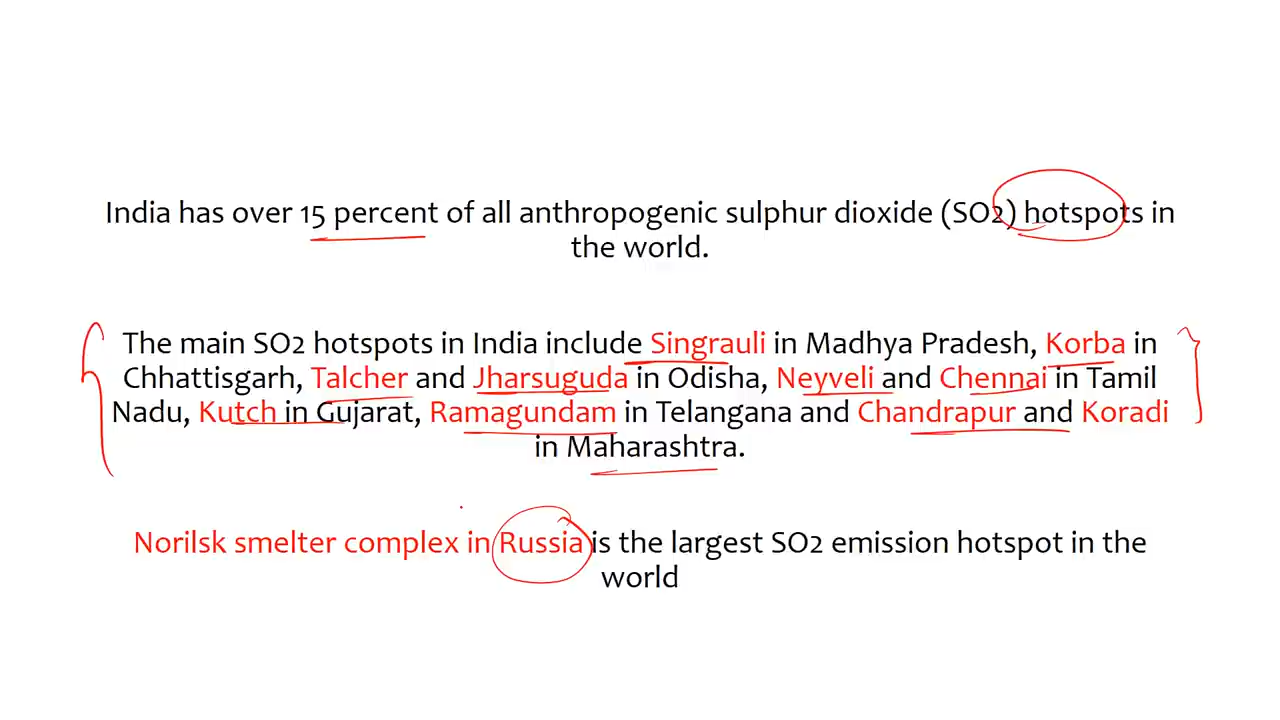 India has over 15 percent of all anthropogenic sulphur dioxide (SO2) hotspots in
the world.
The main SO2 hotspots in India include Singrauli in Madhya Pradesh, Korba in
Chhattisgarh, Talcher and Jharsuguda in Odisha, Neyveli and Chennai in Tamil
Nadu, Kutch in Gujarat, Ramagundam in Telangana and Chandrapur and Koradi
in Maharashtra.
Norilsk smelter complex in Russia is the largest SO2 emission hotspot in the
world